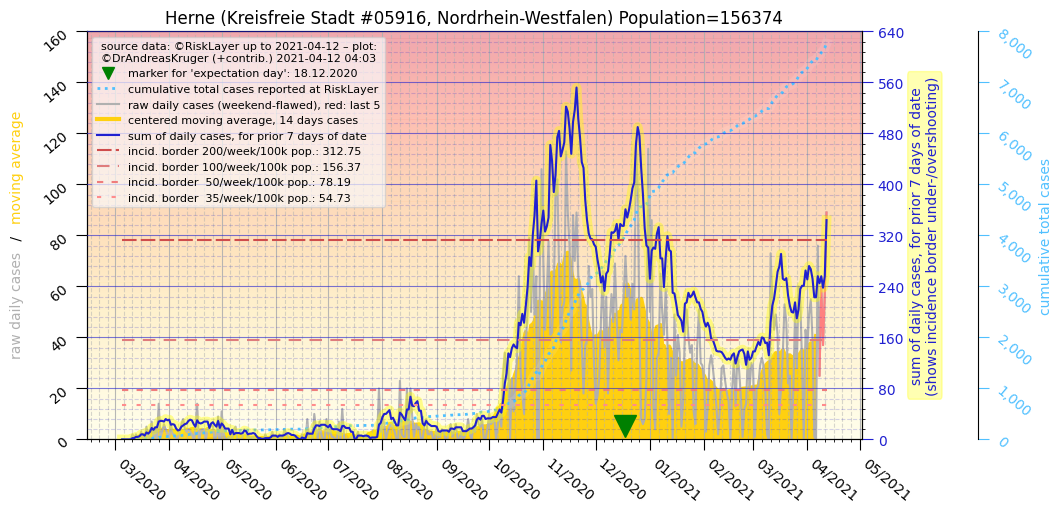 Herne (Kreisfreie Stadt #05916, Nordrhein-Westfalen) Population=156374
source data: ©RiskLayer up to 2021-04-12 – plot:
©DrAndreasKruger (+contrib.) 2021-04-12 04:03
marker for 'expectation day': 18.12.2020
cumulative total cases reported at RiskLayer
raw daily cases (weekend-flawed), red: last 5
centered moving average, 14 days cases
sum of daily cases, for prior 7 days of date
incid. border 200/week/100k pop.: 312.75
incid. border 100/week/100k pop.: 156.37
incid. border  50/week/100k pop.: 78.19
incid. border  35/week/100k pop.: 54.73
raw daily cases / moving average
160
140
120
100
80
60
40
20
0
03/2020
04/2020
05/2020
06/2020
07/2020
08/2020
09/2020
10/2020
11/2020
12/2020
01/2021
02/2021
03/2021
04/2021
05/2021
640
560
480
400
320
240
160
80
0
sum of daily cases, for prior 7 days of date
(shows incidence border under-/overshooting)
8,000
7,000
6,000
5,000
4,000
3,000
2,000
1,000
0
cumulative total cases